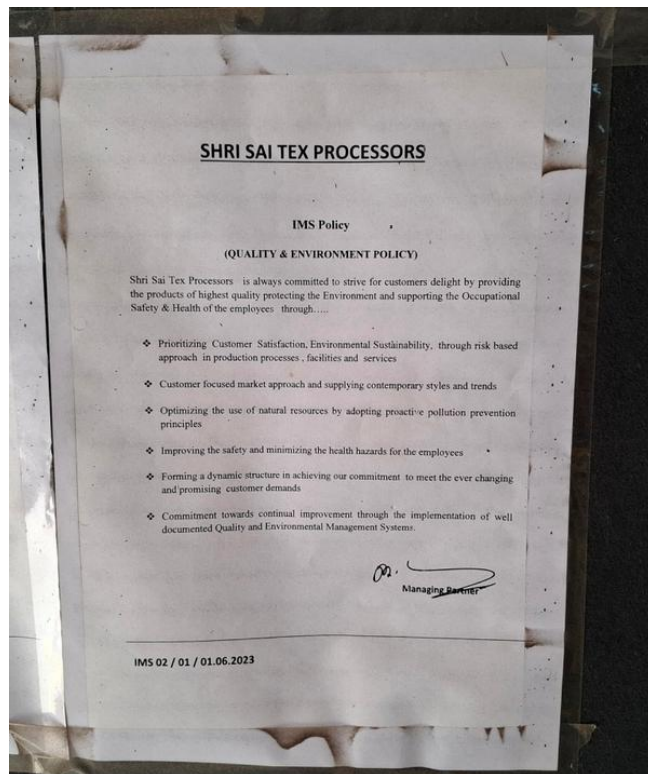 SHRI SAI TEX PROCESSORS
IMS Policy
(QUALITY & ENVIRONMENT POLICY)
Shri Sai Tex Processors is always committed to strive for customers delight by providing
the products of highest quality protecting the Environment and supporting the Occupational
Safety & Health of the employees through…..
❖ Prioritizing Customer Satisfaction, Environmental Sustainability, through risk based
approach in production processes , facilities and services
❖ Customer focused market approach and supplying contemporary styles and trends
❖ Optimizing the use of natural resources by adopting proactive pollution prevention
principles
❖ Improving the safety and minimizing the health hazards for the employees
❖ Forming a dynamic structure in achieving our commitment to meet the ever changing
and promising customer demands
❖ Commitment towards continual improvement through the implementation of well
documented Quality and Environmental Management Systems.
Managing Partner
IMS 02 / 01 / 01.06.2023